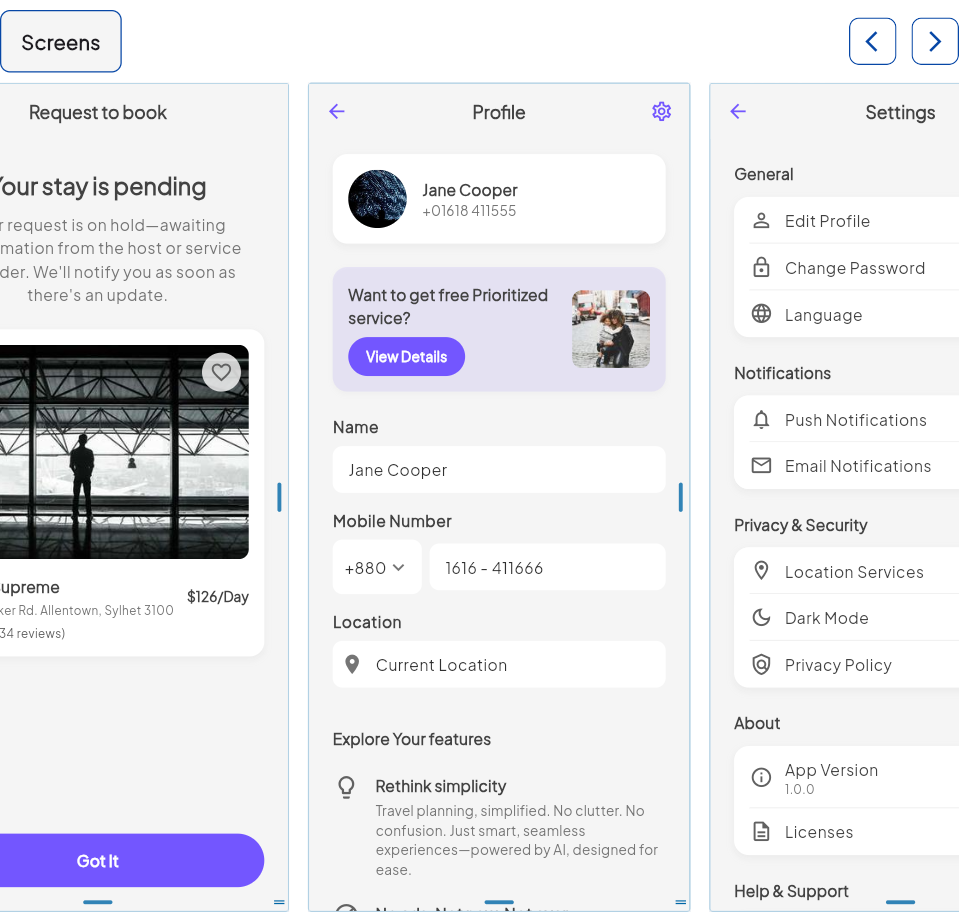 Screens
Request to book
Your stay is pending
request is on hold—awaiting
from the host or service
We'll notify you as soon as
there's an update.
Supreme
$126/Day
Rd. Allentown, Sylhet 3100
34 reviews)
Got It
Profile
Jane Cooper
+01618 411555
Want to get free Prioritized
service?
View Details
Name
Jane Cooper
Mobile Number
+880
1616 - 411666
Location
Current Location
Explore Your features
Rethink simplicity
Travel planning, simplified. No clutter. No
confusion. Just smart, seamless
experiences—powered by AI, designed for
ease.
Settings
General
Edit Profile
Change Password
Language
Notifications
Push Notifications
Email Notifications
Privacy & Security
Location Services
Dark Mode
Privacy Policy
About
App Version
1.0.0
Licenses
Help & Support